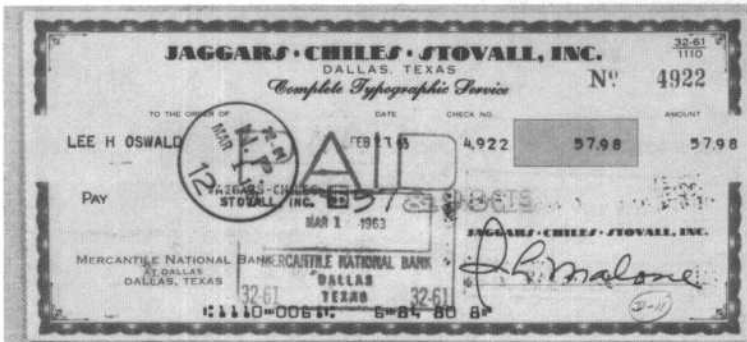 JAGGARS·CHILES·STOVALL, INC.
DALLAS, TEXAS
Complete Typographic Service
32-61
1110
Nº 4922
TO THE ORDER OF DATE CHECK NO. AMOUNT
LEE H OSWALD FEB 63 4,922 57.98 57.98
PAID
MAR 1
12
PAY
JAGGARS-CHILES
STOVALL INC.
MAR 1 1963
JAGGARS·CHILES·STOVALL, INC.
MERCANTILE NATIONAL BANK
AT DALLAS
DALLAS, TEXAS
MERCANTILE NATIONAL BANK
DALLAS
32-61 TEXAS 32-61
Malone